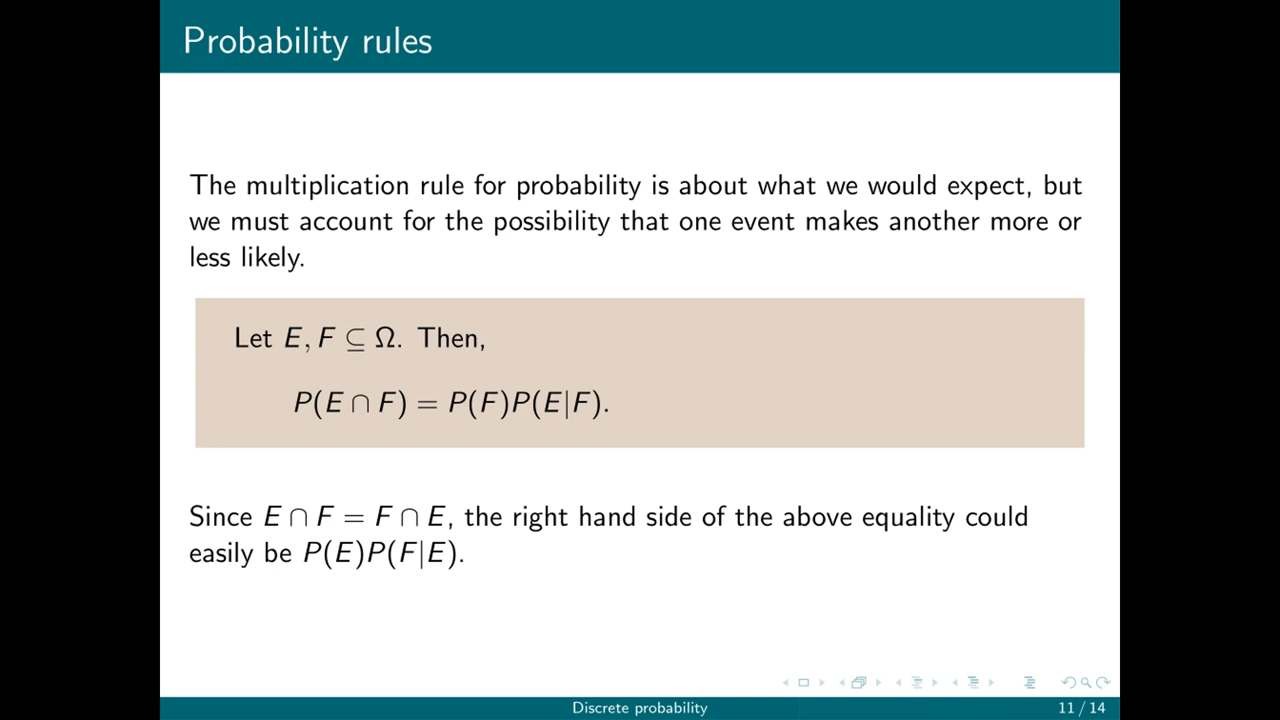 Probability rules
The multiplication rule for probability is about what we would expect, but
we must account for the possibility that one event makes another more or
less likely.
Let E, F ⊆ Ω. Then,
P(E ∩ F) = P(F)P(E|F).
Since E ∩ F = F ∩ E, the right hand side of the above equality could
easily be P(E)P(F|E).
Discrete probability
11 / 14